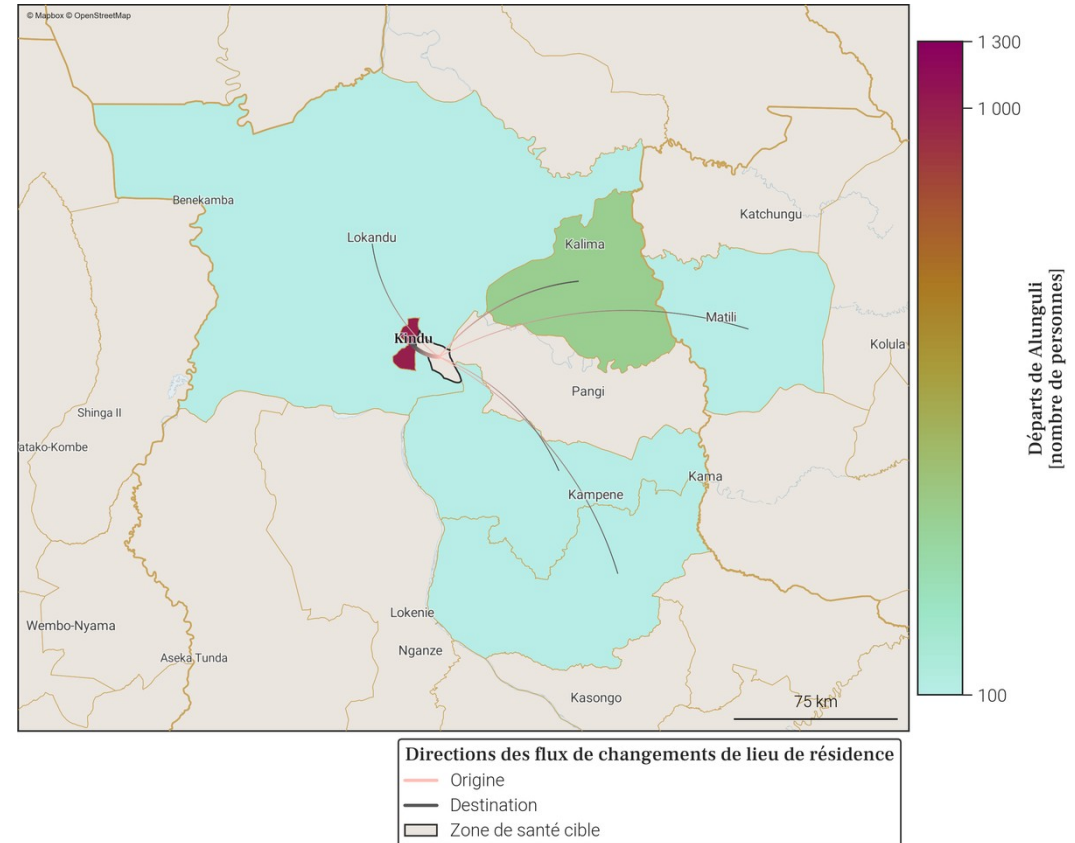 © Mapbox © OpenStreetMap
1 300
1 000
Benekamba
Katchungu
Lokandu
Kalima
Matili
Kindu
Kolula
Départs de Alunguli
[nombre de personnes]
Pangi
Shinga II
atako-Kombe
Kama
Kampene
Lokenie
Wembo-Nyama
Nganze
Aseka Tunda
Kasongo
75 km
100
Directions des flux de changements de lieu de résidence
Origine
Destination
Zone de santé cible